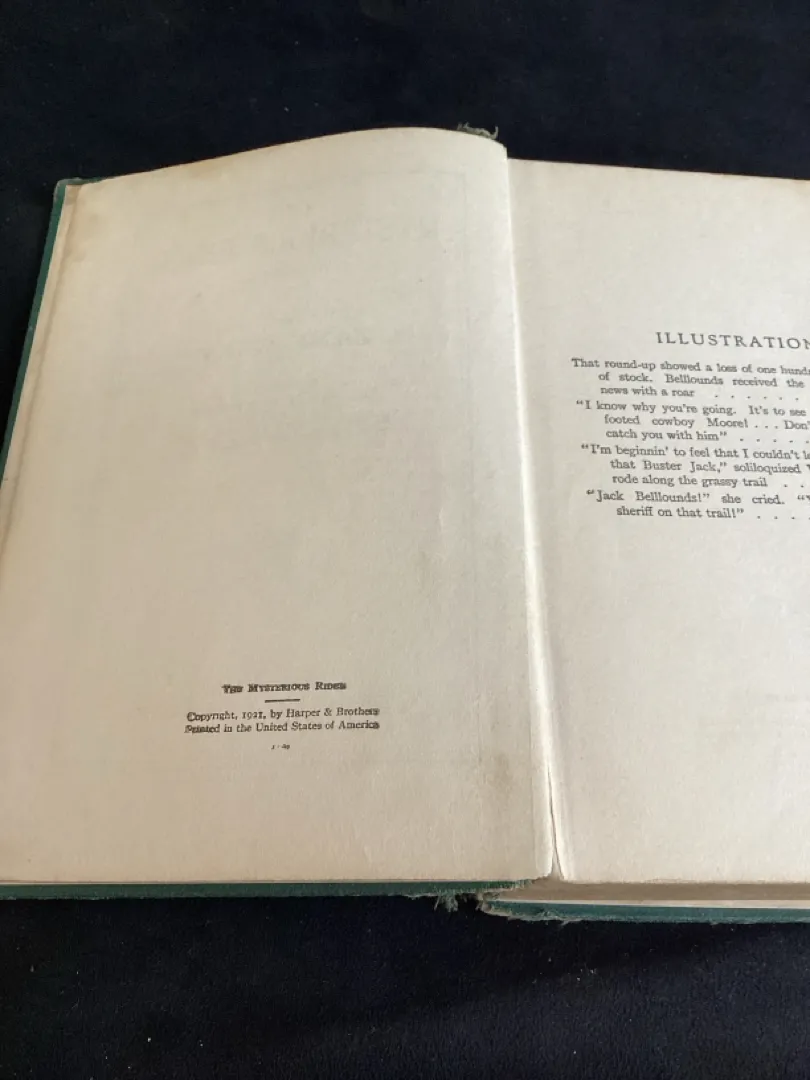 THE MYSTERIOUS RIDER
Copyright, 1921, by Harper & Brothers
Printed in the United States of America
ILLUSTRATION
That round-up showed a loss of one hund
of stock. Belllounds received the
news with a roar . . . . . .
"I know why you're going. It's to see
footed cowboy Moore! . . . Don'
catch you with him" . . . . .
"I'm beginnin' to feel that I couldn't l
that Buster Jack," soliloquized
rode along the grassy trail . .
"Jack Belllounds!" she cried. "
sheriff on that trail!" . . . .